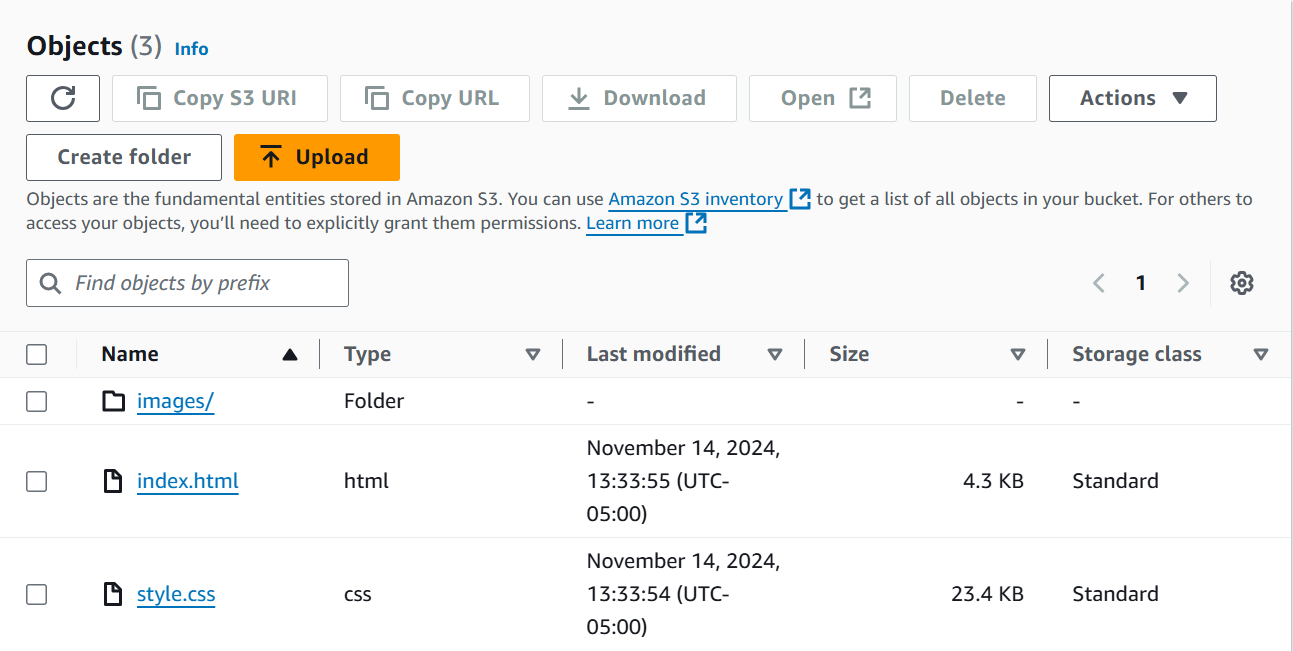 Objects (3) Info
Copy S3 URI Copy URL Download Open Delete Actions
Create folder Upload
Objects are the fundamental entities stored in Amazon S3. You can use Amazon S3 inventory to get a list of all objects in your bucket. For others to
access your objects, you’ll need to explicitly grant them permissions. Learn more
Find objects by prefix 1
Name Type Last modified Size Storage class
images/ Folder - - -
November 14, 2024,
index.html html 13:33:55 (UTC- 4.3 KB Standard
05:00)
November 14, 2024,
style.css css 13:33:54 (UTC- 23.4 KB Standard
05:00)